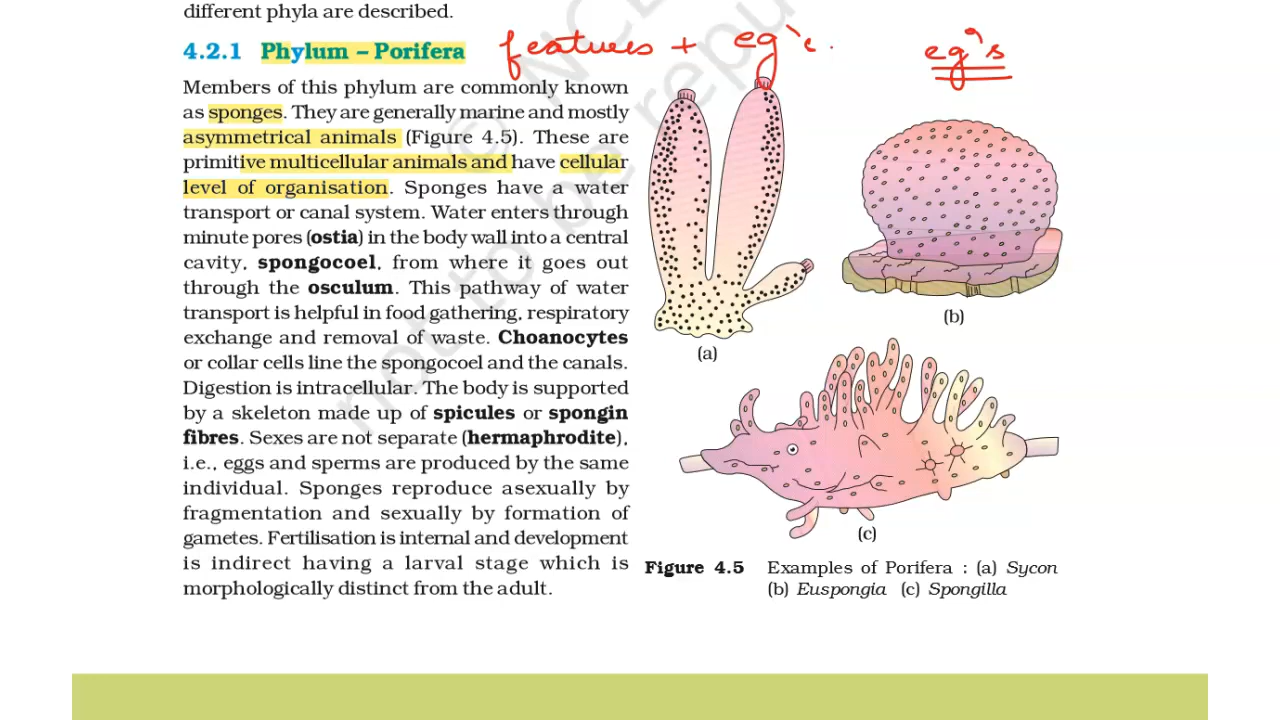 different phyla are described.
4.2.1 Phylum – Porifera
features + eg's.
eg's
Members of this phylum are commonly known
as sponges. They are generally marine and mostly
asymmetrical animals (Figure 4.5). These are
primitive multicellular animals and have cellular
level of organisation. Sponges have a water
transport or canal system. Water enters through
minute pores (ostia) in the body wall into a central
cavity, spongocoel, from where it goes out
through the osculum. This pathway of water
transport is helpful in food gathering, respiratory
exchange and removal of waste. Choanocytes
or collar cells line the spongocoel and the canals.
Digestion is intracellular. The body is supported
by a skeleton made up of spicules or spongin
fibres. Sexes are not separate (hermaphrodite),
i.e., eggs and sperms are produced by the same
individual. Sponges reproduce asexually by
fragmentation and sexually by formation of
gametes. Fertilisation is internal and development
is indirect having a larval stage which is
morphologically distinct from the adult.
(a)
(b)
(c)
Figure 4.5 Examples of Porifera : (a) Sycon
(b) Euspongia (c) Spongilla
not to be repu
© NCE